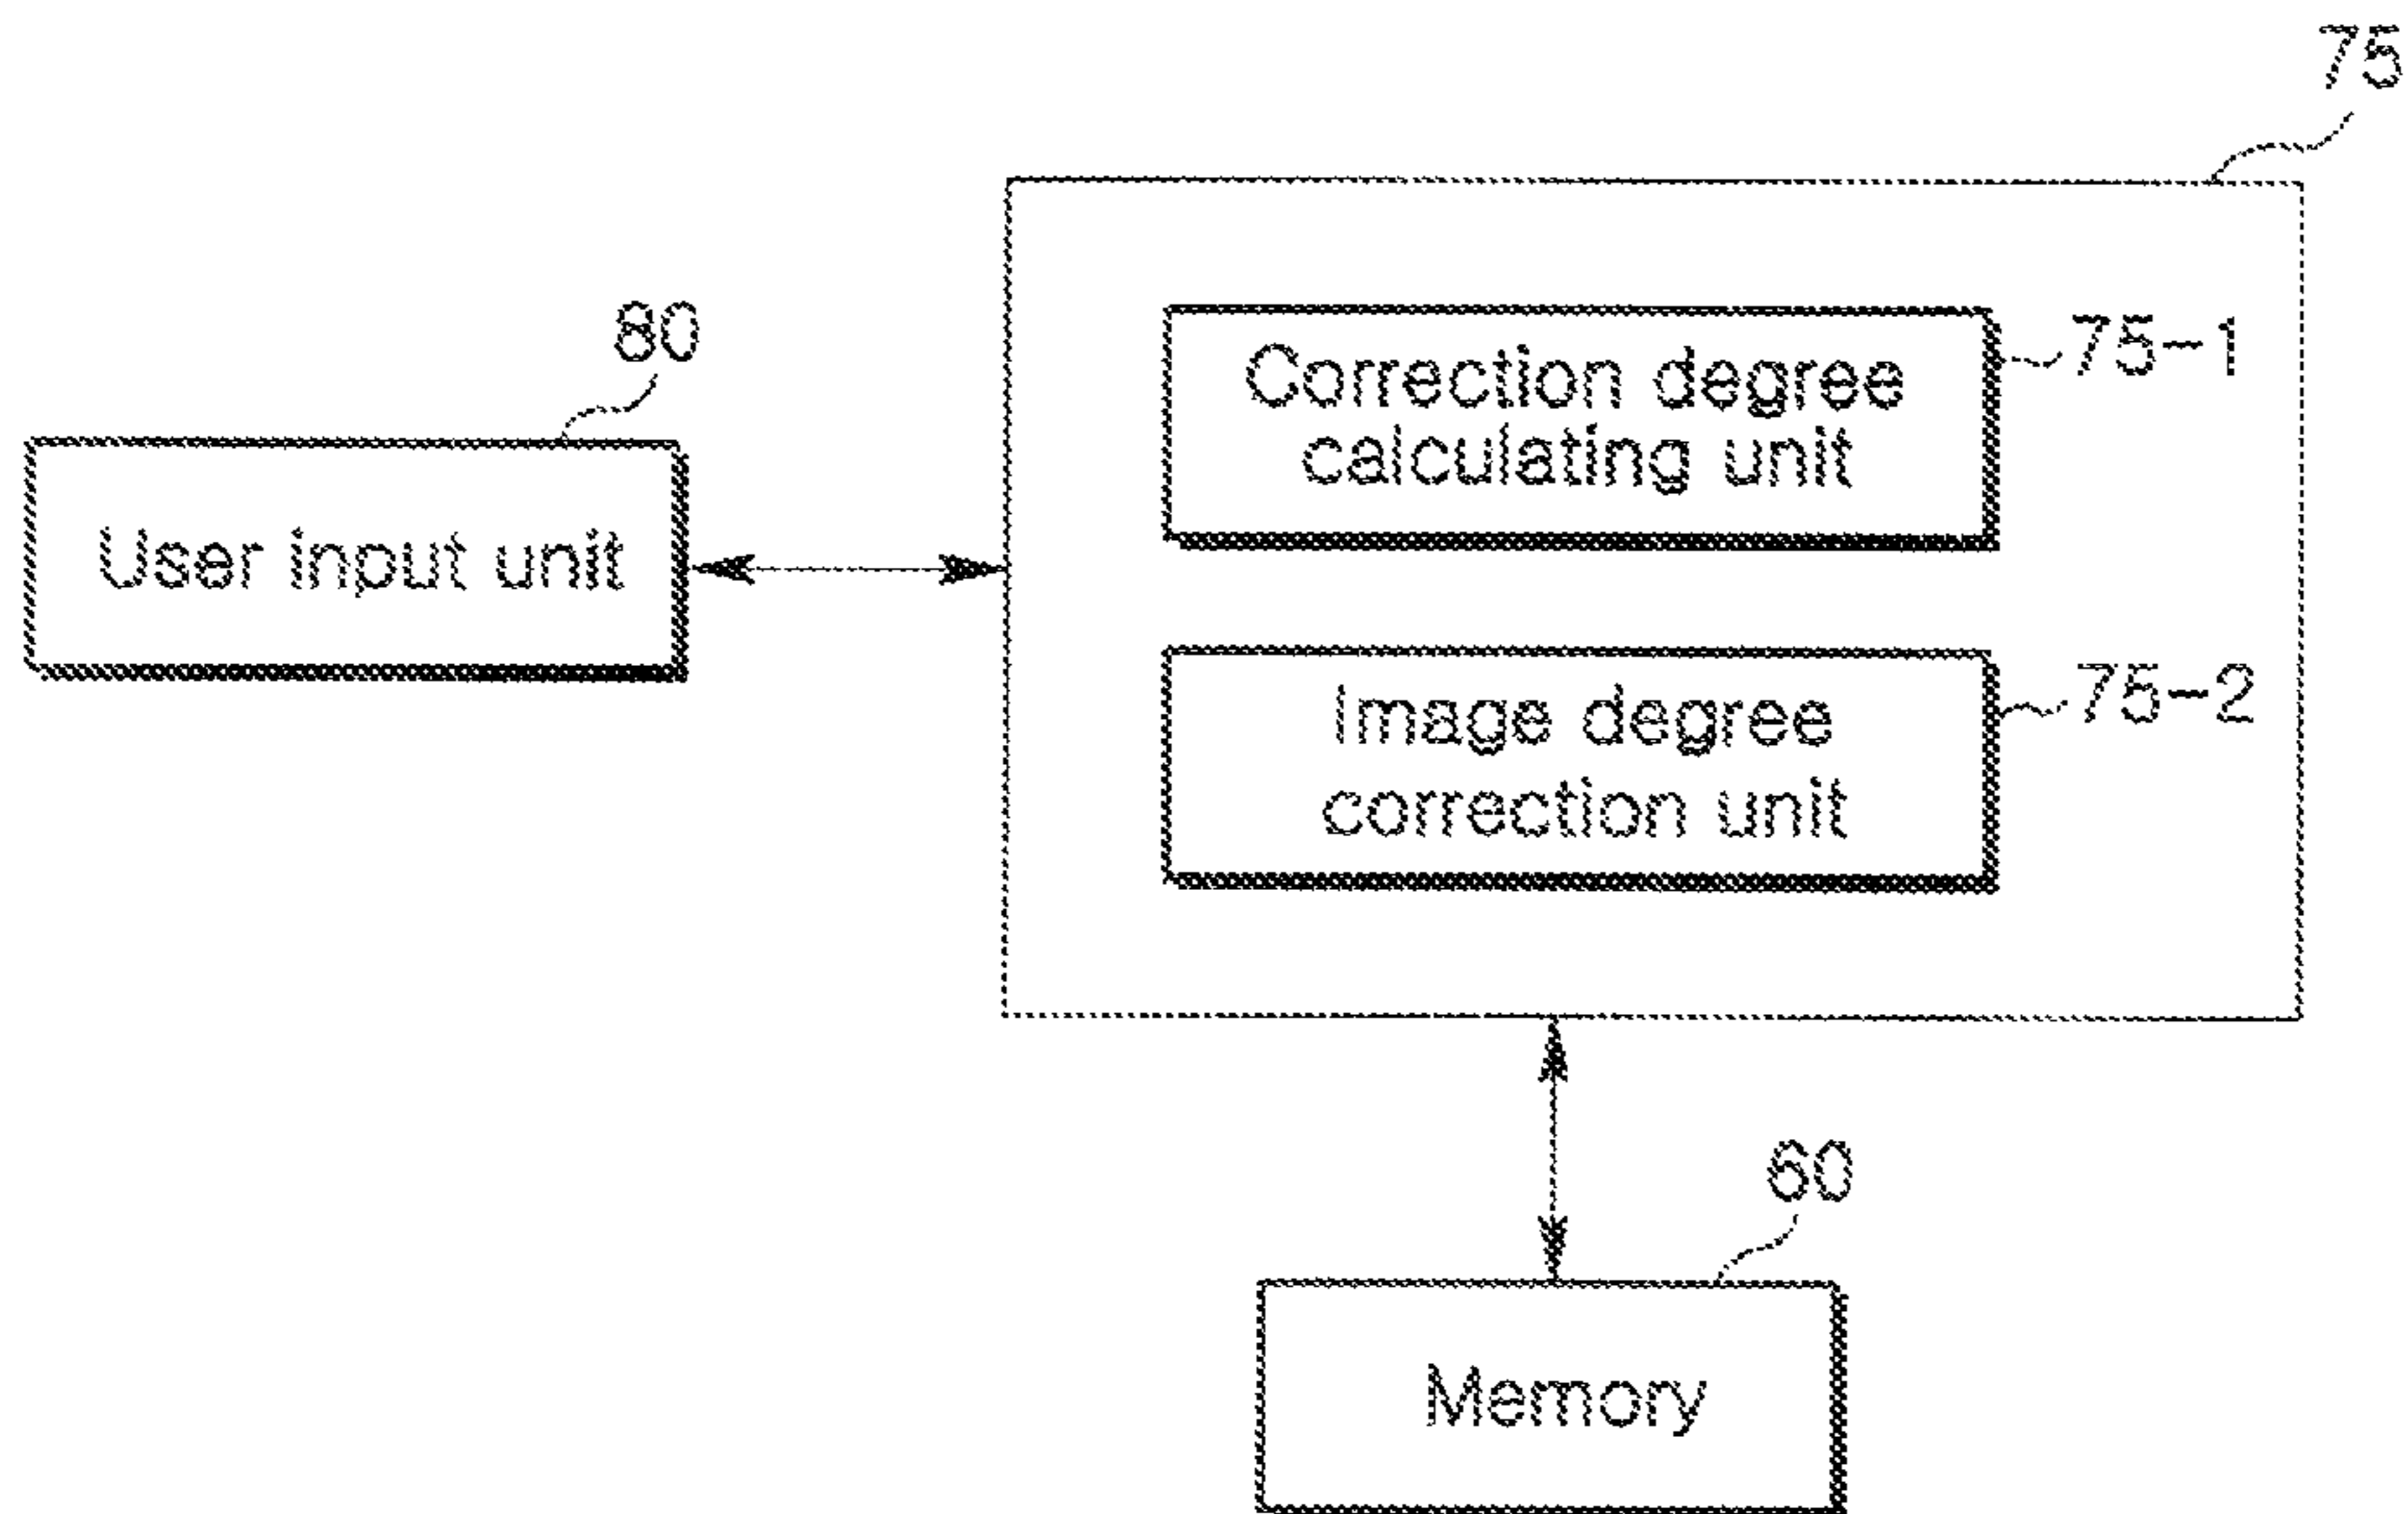 75
80
75-1
Correction degree
calculating unit
User input unit
75-2
Image degree
correction unit
60
Memory